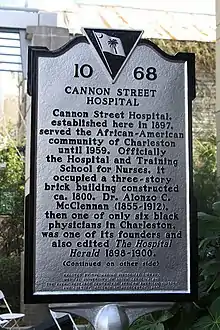 10 68
CANNON STREET
HOSPITAL
Cannon Street Hospital,
established here in 1897,
served the African-American
community of Charleston
until 1959. Officially
the Hospital and Training
School for Nurses, it
occupied a three-story
brick building constructed
ca. 1800. Dr. Alonzo C.
McClennan (1855-1912),
then one of only six black
physicians in Charleston,
was one of its founders and
also edited The Hospital
Herald 1898-1900.
(Continued on other side)